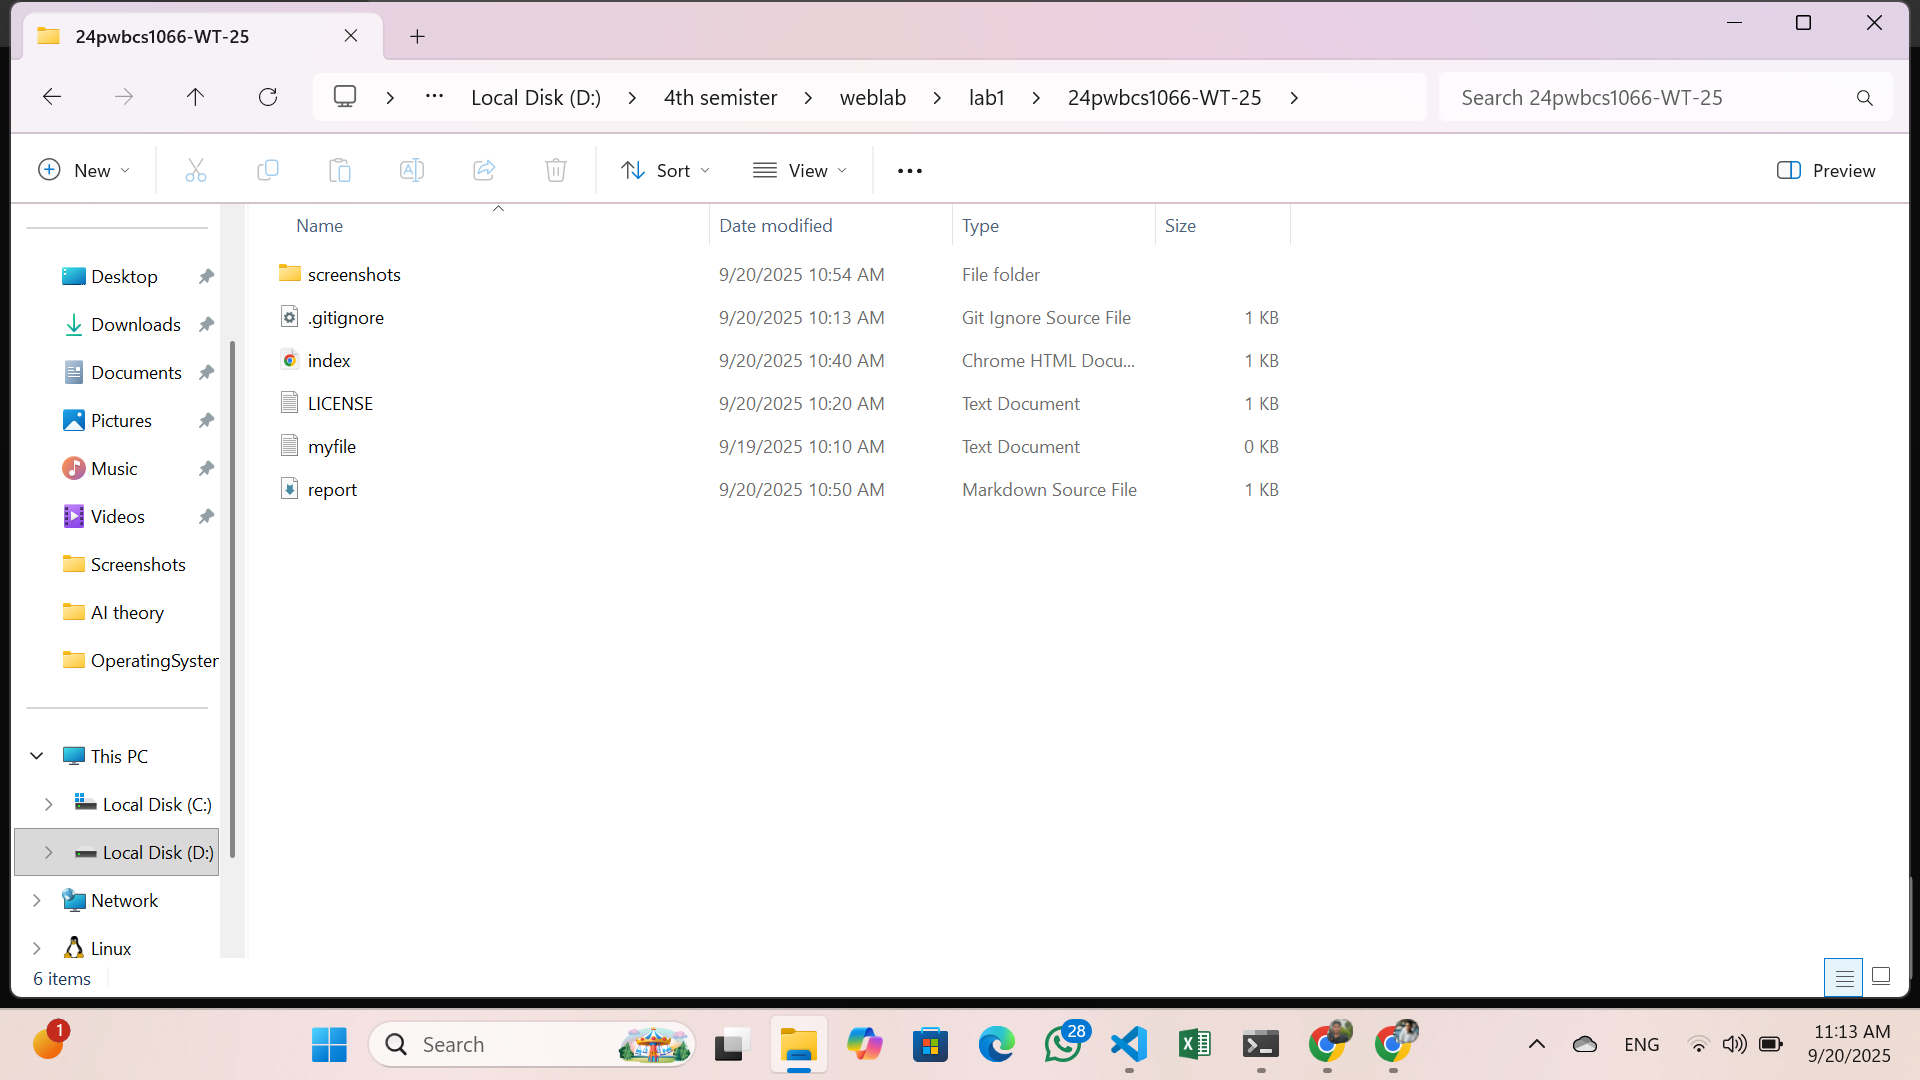 24pwbcs1066-WT-25
Local Disk (D:) 4th semister weblab lab1 24pwbcs1066-WT-25
Search 24pwbcs1066-WT-25
New Sort View Preview
Name Date modified Type Size
screenshots 9/20/2025 10:54 AM File folder
.gitignore 9/20/2025 10:13 AM Git Ignore Source File 1 KB
index 9/20/2025 10:40 AM Chrome HTML Docu... 1 KB
LICENSE 9/20/2025 10:20 AM Text Document 1 KB
myfile 9/19/2025 10:10 AM Text Document 0 KB
report 9/20/2025 10:50 AM Markdown Source File 1 KB
Desktop
Downloads
Documents
Pictures
Music
Videos
Screenshots
AI theory
OperatingSyster
This PC
Local Disk (C:)
Local Disk (D:)
Network
Linux
6 items
1
Search
28
ENG
11:13 AM
9/20/2025